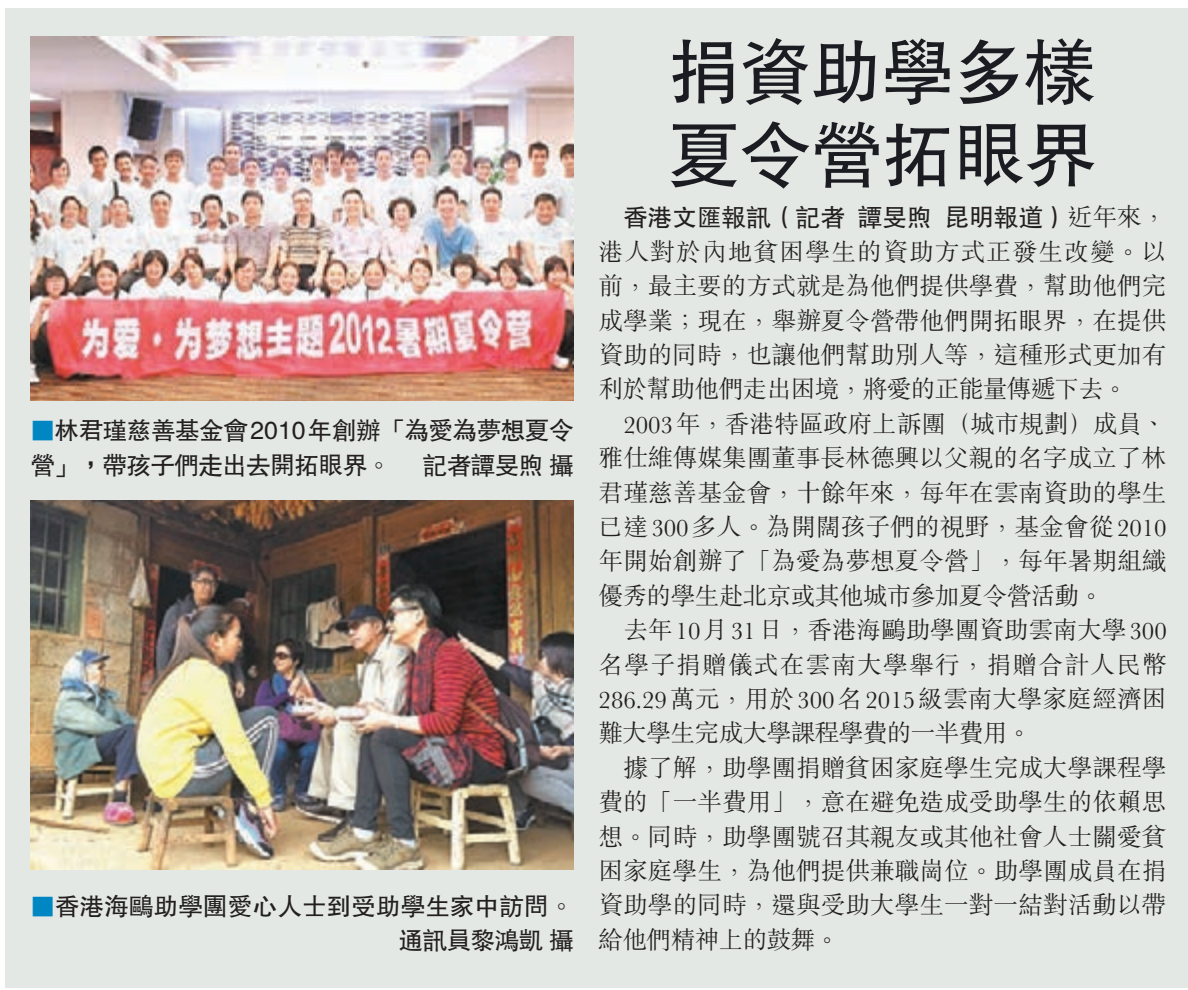 捐資助學多樣
夏令營拓眼界
为爱·为梦想主题2012暑期夏令营
■林君瑾慈善基金會2010年創辦「為愛為夢想夏令
營」，帶孩子們走出去開拓眼界。 記者譚旻煦 攝
■香港海鷗助學團愛心人士到受助學生家中訪問。
通訊員黎鴻凱 攝
香港文匯報訊（記者 譚旻煦 昆明報道）近年來，
港人對於內地貧困學生的資助方式正發生改變。以
前，最主要的方式就是為他們提供學費，幫助他們完
成學業；現在，舉辦夏令營帶他們開拓眼界，在提供
資助的同時，也讓他們幫助別人等，這種形式更加有
利於幫助他們走出困境，將愛的正能量傳遞下去。
2003年，香港特區政府上訴團（城市規劃）成員、
雅仕維傳媒集團董事長林德興以父親的名字成立了林
君瑾慈善基金會，十餘年來，每年在雲南資助的學生
已達300多人。為開闊孩子們的視野，基金會從2010
年開始創辦了「為愛為夢想夏令營」，每年暑期組織
優秀的學生赴北京或其他城市參加夏令營活動。
去年10月31日，香港海鷗助學團資助雲南大學300
名學子捐贈儀式在雲南大學舉行，捐贈合計人民幣
286.29萬元，用於300名2015級雲南大學家庭經濟困
難大學生完成大學課程學費的一半費用。
據了解，助學團捐贈貧困家庭學生完成大學課程學
費的「一半費用」，意在避免造成受助學生的依賴思
想。同時，助學團號召其親友或其他社會人士關愛貧
困家庭學生，為他們提供兼職崗位。助學團成員在捐
資助學的同時，還與受助大學生一對一結對活動以帶
給他們精神上的鼓舞。